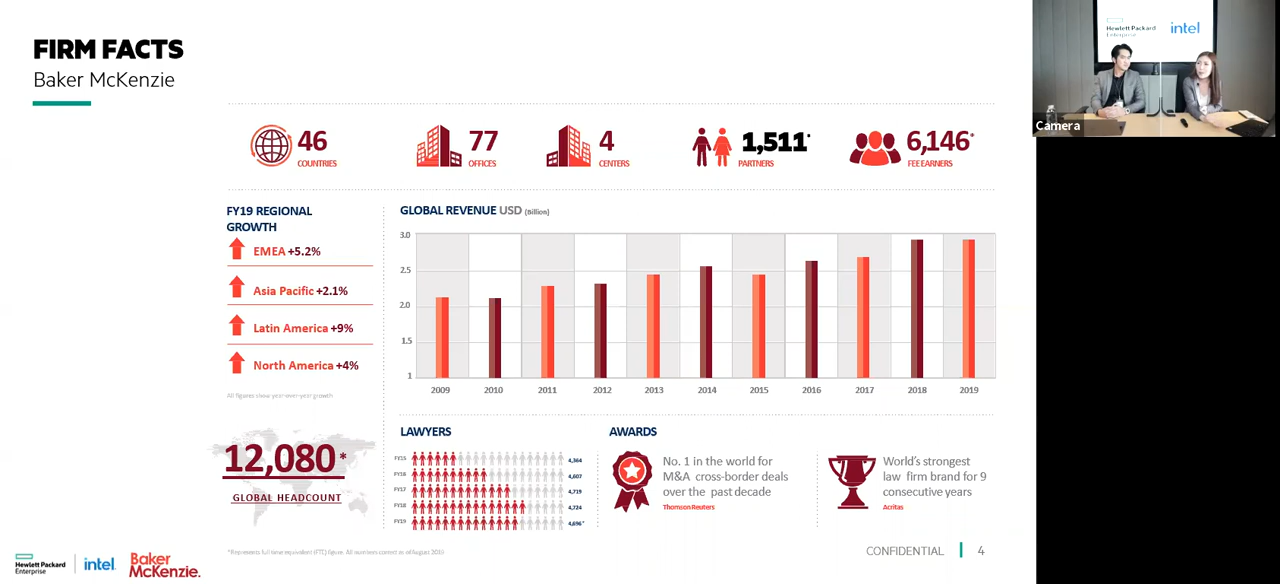 FIRM FACTS
Baker McKenzie
Hewlett Packard
Enterprise
intel
Camera
46
COUNTRIES
77
OFFICES
4
CENTERS
1,511*
PARTNERS
6,146*
FEE EARNERS
FY19 REGIONAL
GROWTH
EMEA +5.2%
Asia Pacific +2.1%
Latin America +9%
North America +4%
All figures show year-over-year growth
GLOBAL REVENUE USD (Billion)
3.0
2.5
2.0
1.5
1
2009 2010 2011 2012 2013 2014 2015 2016 2017 2018 2019
12,080*
GLOBAL HEADCOUNT
LAWYERS
FY15 4,364
FY16 4,607
FY17 4,719
FY18 4,724
FY19 4,696*
AWARDS
No. 1 in the world for
M&A cross-border deals
over the past decade
Thomson Reuters
World's strongest
law firm brand for 9
consecutive years
Acritas
*Represents full time equivalent (FTE) figure. All numbers correct as of August 2019
CONFIDENTIAL 4
Hewlett Packard
Enterprise
intel
Baker
McKenzie.